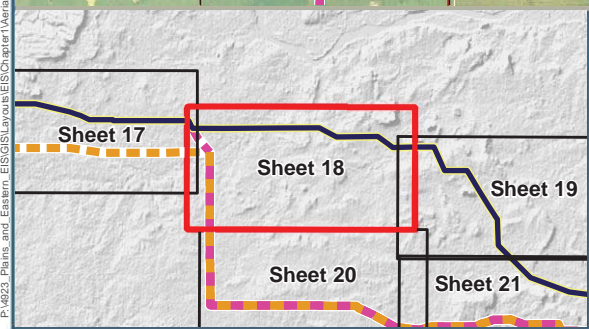 P:\4923_Plains_and_Eastern_EIS\GIS\Layouts\EIS\Chapter1\Aeria
Sheet 17
Sheet 18
Sheet 19
Sheet 20
Sheet 21